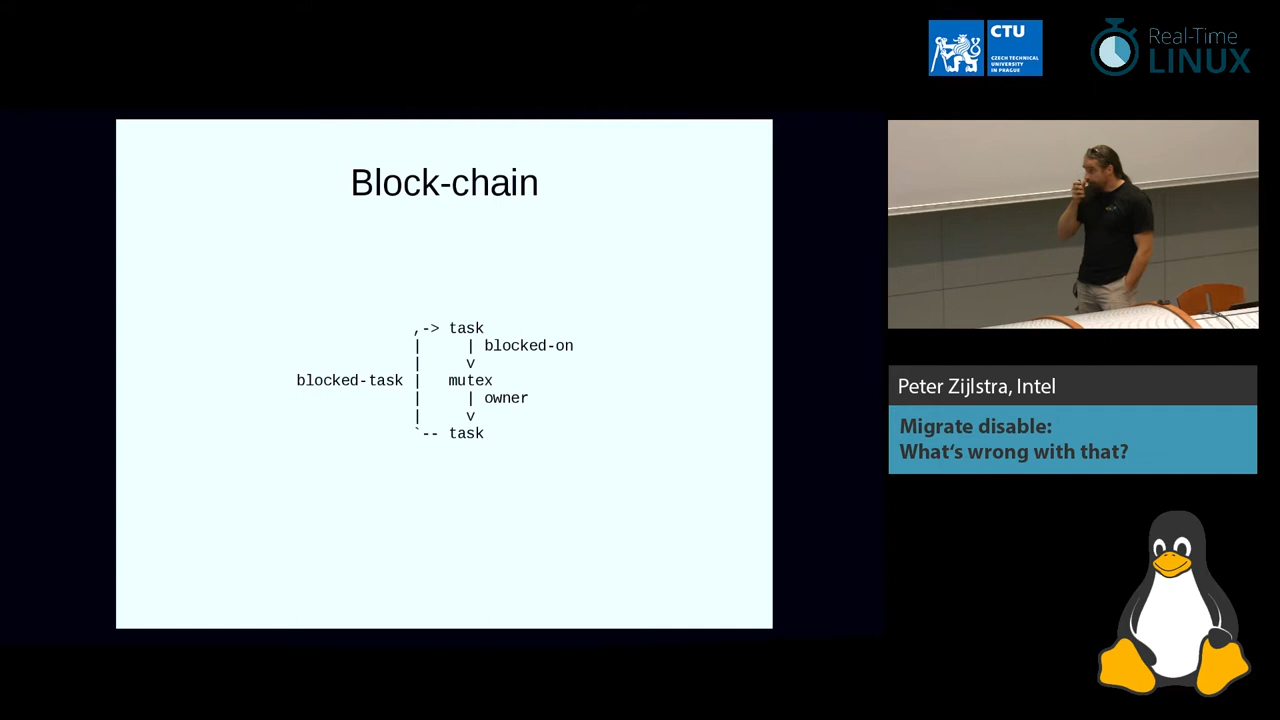 CTU
CZECH TECHNICAL
UNIVERSITY
IN PRAGUE
Real-Time
LINUX
Block-chain
,-> task
|     | blocked-on
|     v
blocked-task |   mutex
|     | owner
|     v
`-- task
Peter Zijlstra, Intel
Migrate disable:
What's wrong with that?